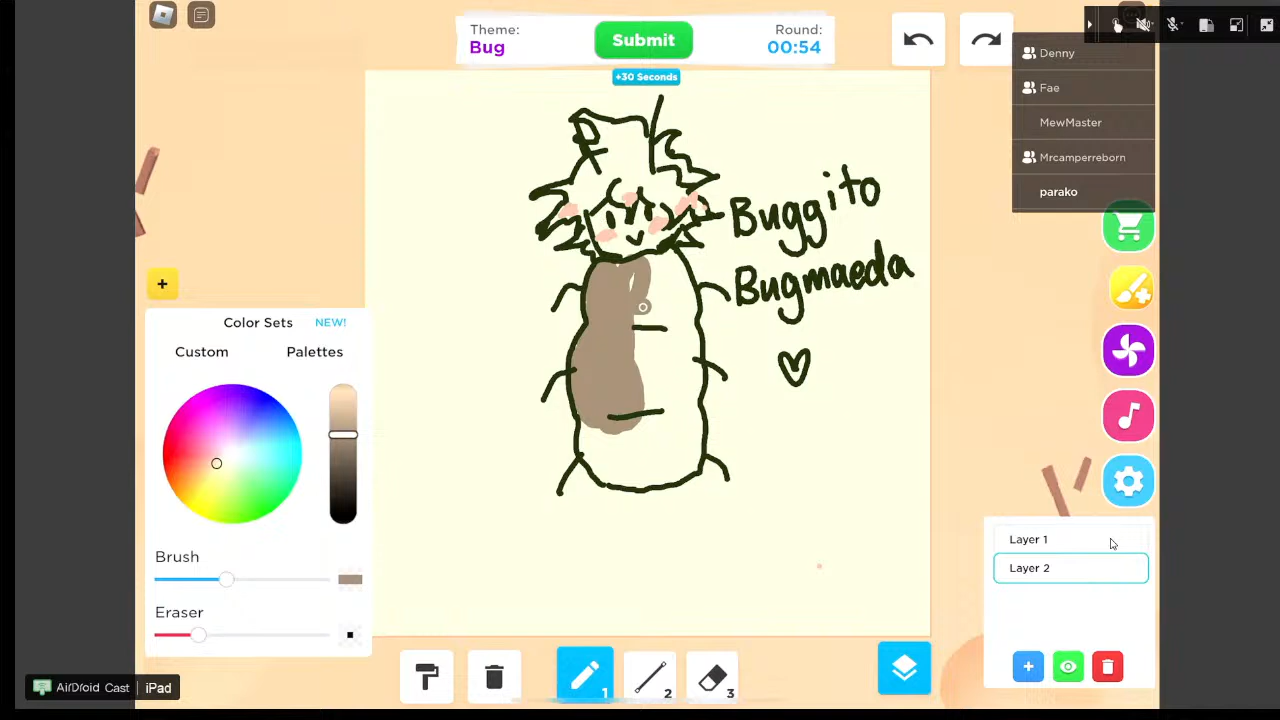 Theme:
Bug
Submit
Round:
00:54
+30 Seconds
Denny
Fae
MewMaster
Mrcamperreborn
parako
Buggito
Bugmaeda
+
Color Sets
NEW!
Custom
Palettes
Brush
Eraser
Layer 1
Layer 2
+
1
2
3
AirDroid Cast | iPad